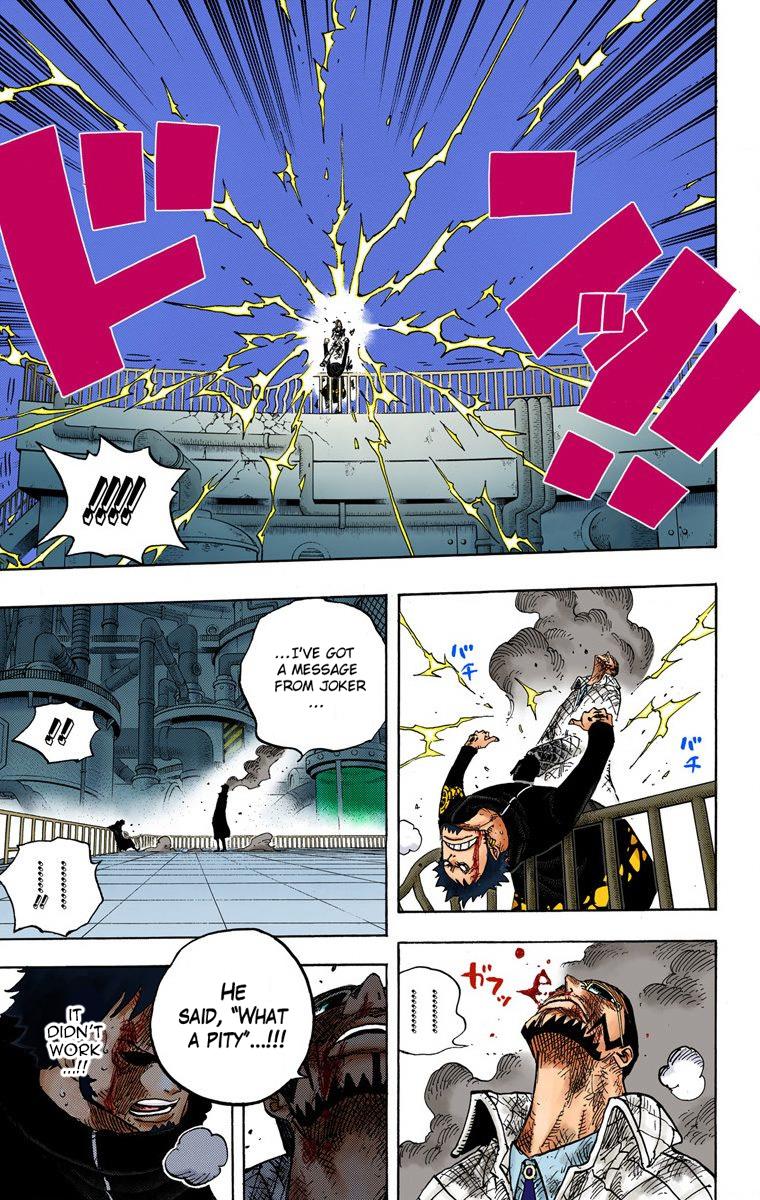 ドンッ!!
!!!!
バチ
バチ
...I'VE GOT
A MESSAGE
FROM JOKER
...
!!
......!!
......
ガフッ
......
HE
SAID, "WHAT
A PITY"...!!!
IT
DIDN'T
WORK
...!!